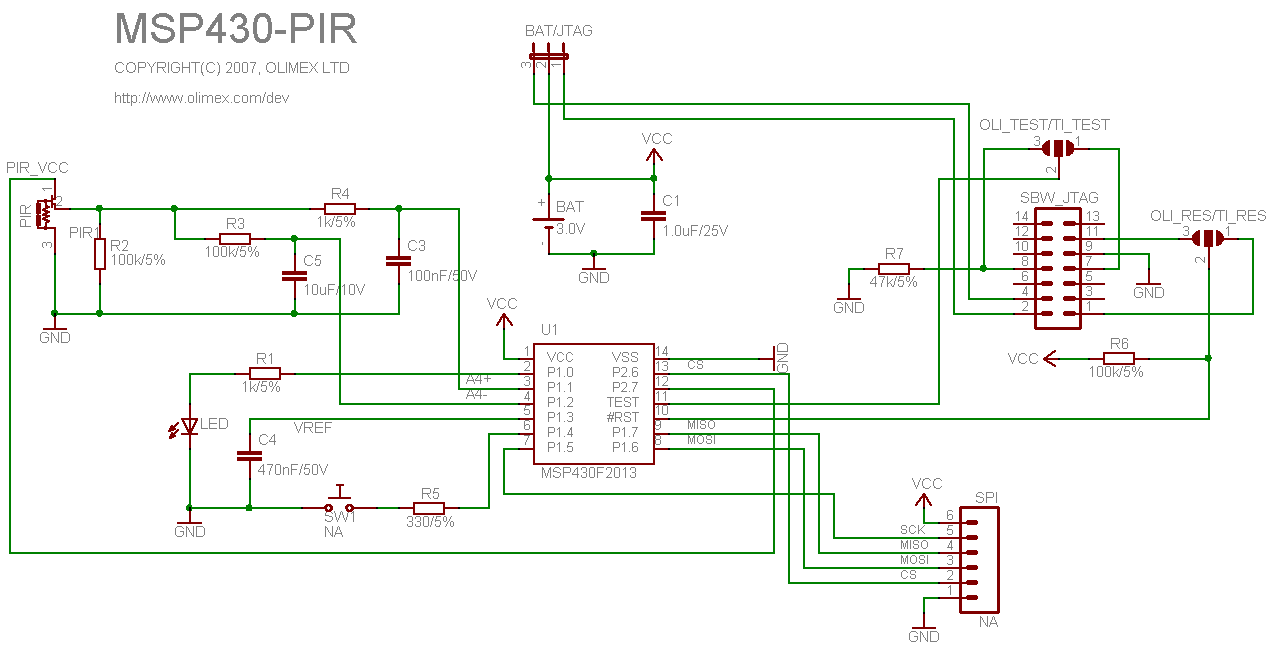 MSP430-PIR
COPYRIGHT(C) 2007, OLIMEX LTD
http://www.olimex.com/dev
BAT/JTAG
3 2 1
VCC
C1
1.0uF/25V
+ BAT
3.0V
-
GND
OLI_TEST/TI_TEST
3 1
2
SBW_JTAG
14 13
12 11
10 9
8 7
6 5
4 3
2 1
OLI_RES/TI_RES
3 1
2
R7
47k/5%
GND
GND
VCC
R6
100k/5%
PIR_VCC
PIR
1
2
3
PIR1
R2
100k/5%
R3
100k/5%
R4
1k/5%
C5
10uF/10V
C3
100nF/50V
GND
VCC
U1
1 VCC VSS 14
2 P1.0 P2.6 13
3 P1.1 P2.7 12
4 P1.2 TEST 11
5 P1.3 #RST 10
6 P1.4 P1.7 9
7 P1.5 P1.6 8
MSP430F2013
GND
CS
MISO
MOSI
A4+
A4-
R1
1k/5%
LED
VREF
C4
470nF/50V
GND
SW1
NA
R5
330/5%
VCC
SPI
6
SCK 5
MISO 4
MOSI 3
CS 2
1
NA
GND